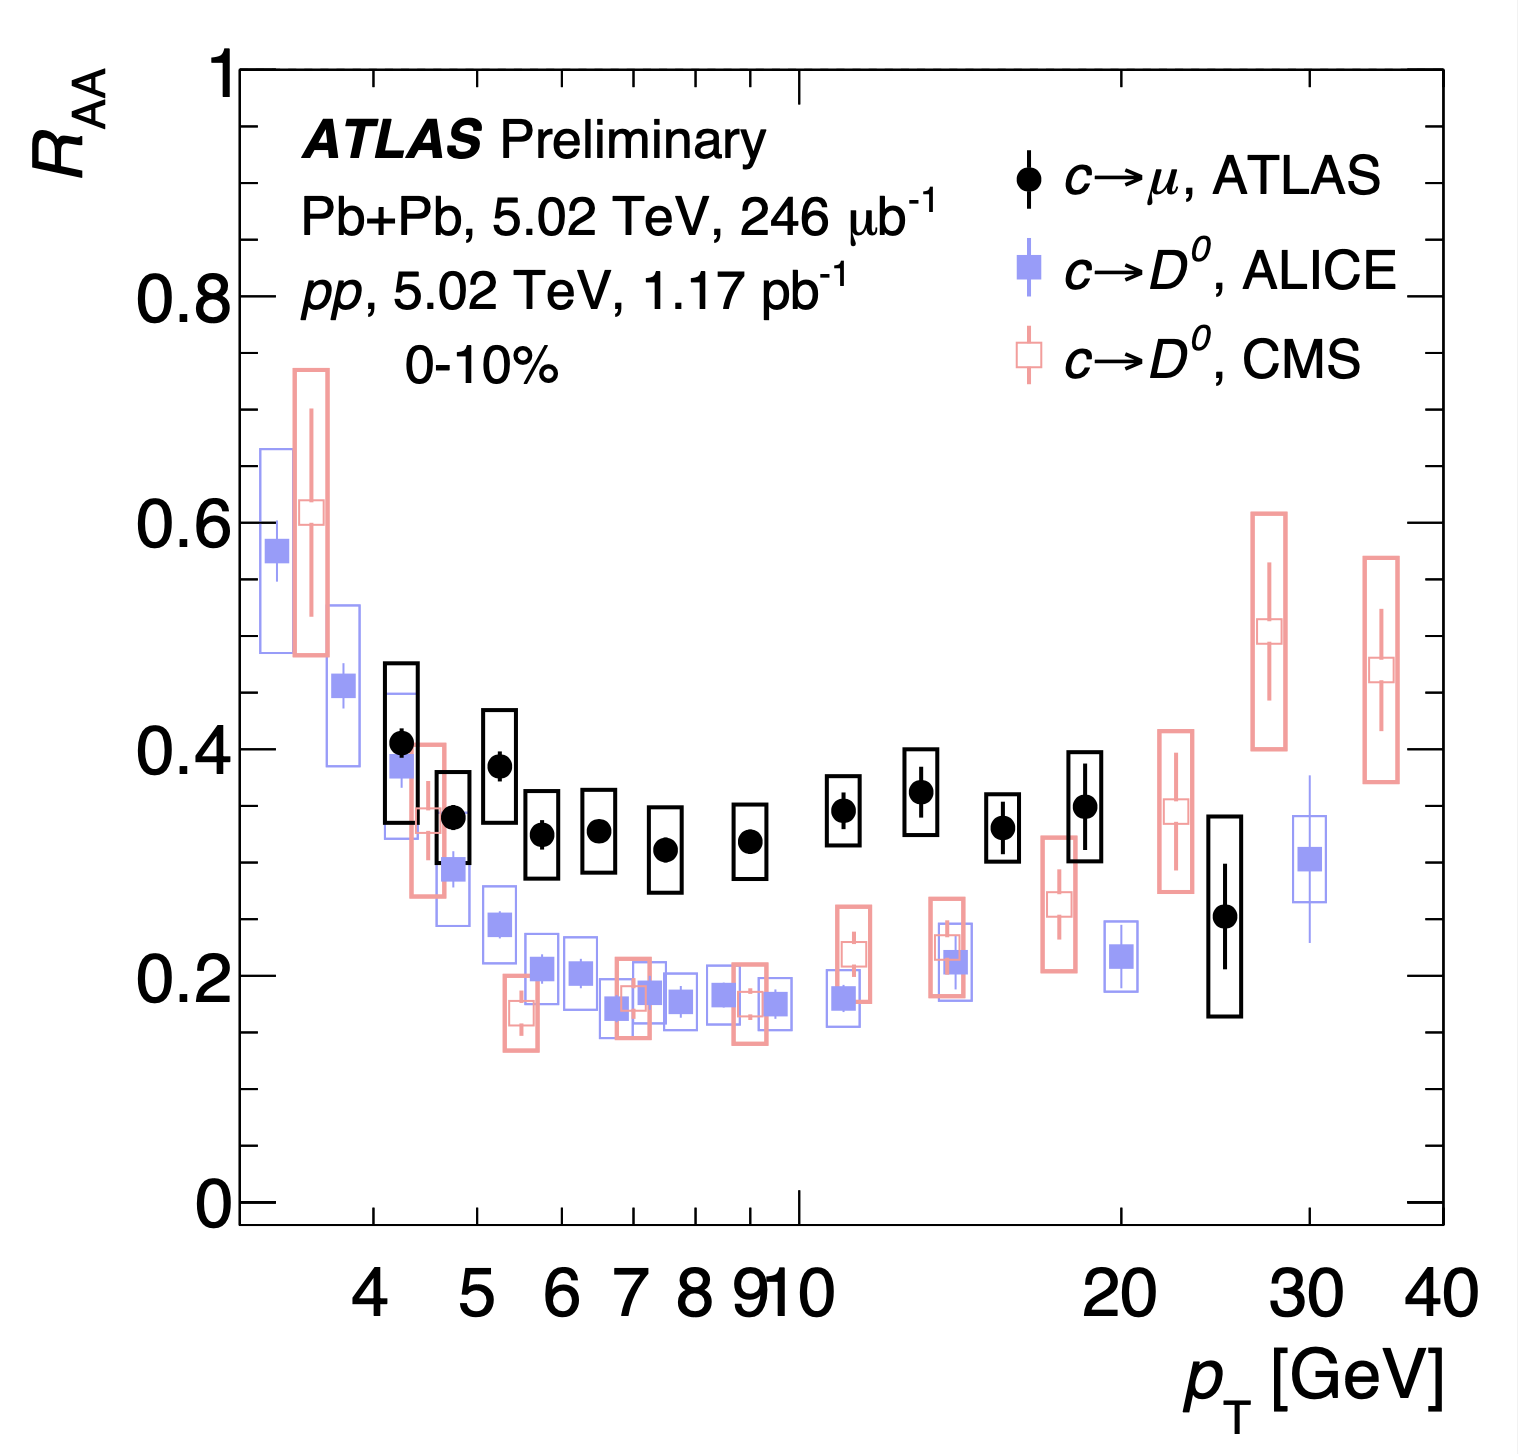 R_AA
1
0.8
0.6
0.4
0.2
0
ATLAS Preliminary
Pb+Pb, 5.02 TeV, 246 μb⁻¹
pp, 5.02 TeV, 1.17 pb⁻¹
0-10%
c→μ, ATLAS
c→D⁰, ALICE
c→D⁰, CMS
4 5 6 7 8 9 10 20 30 40
p_T [GeV]